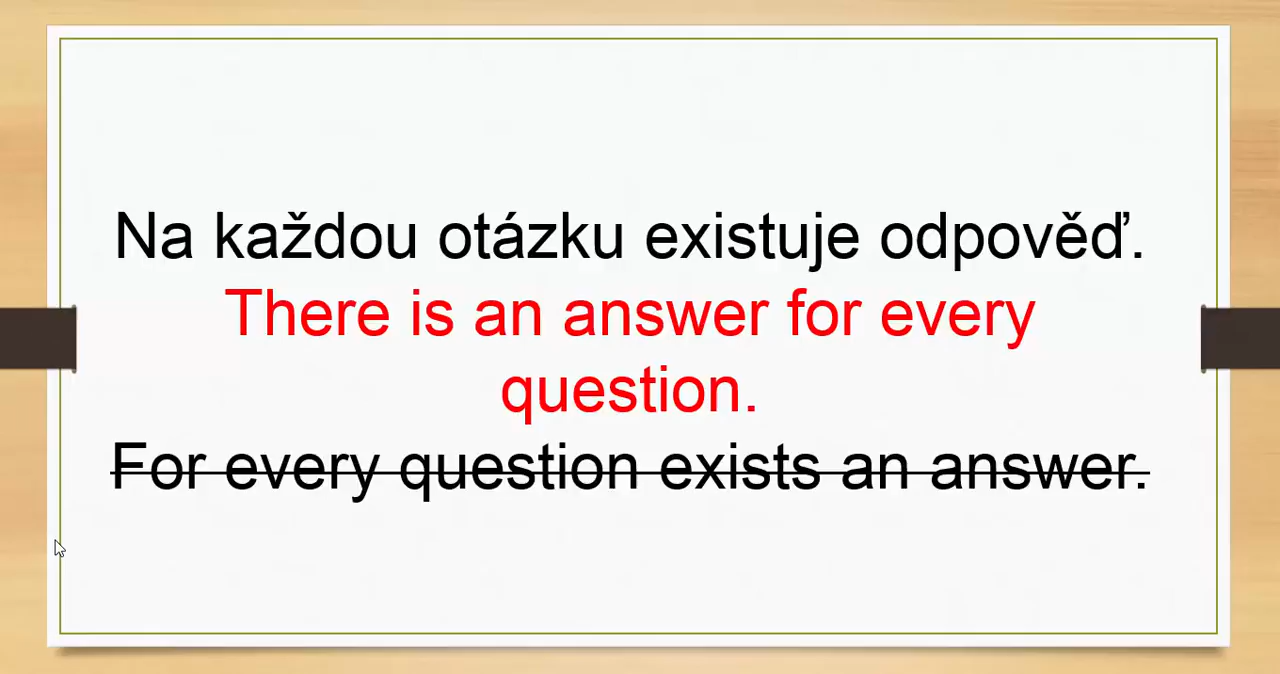 Na každou otázku existuje odpověď.
There is an answer for every
question.
For every question exists an answer.